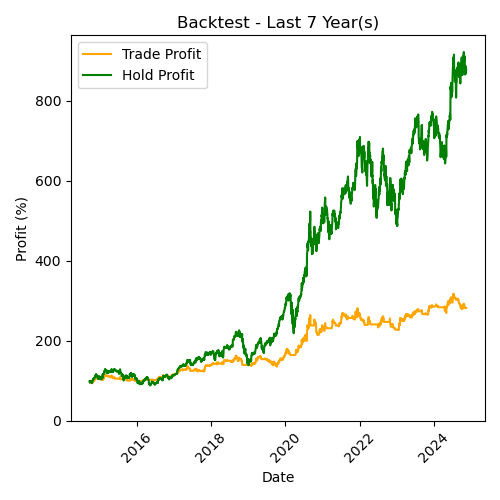 Backtest - Last 7 Year(s)
Trade Profit
Hold Profit
Profit (%)
800
600
400
200
0
2016
2018
2020
2022
2024
Date